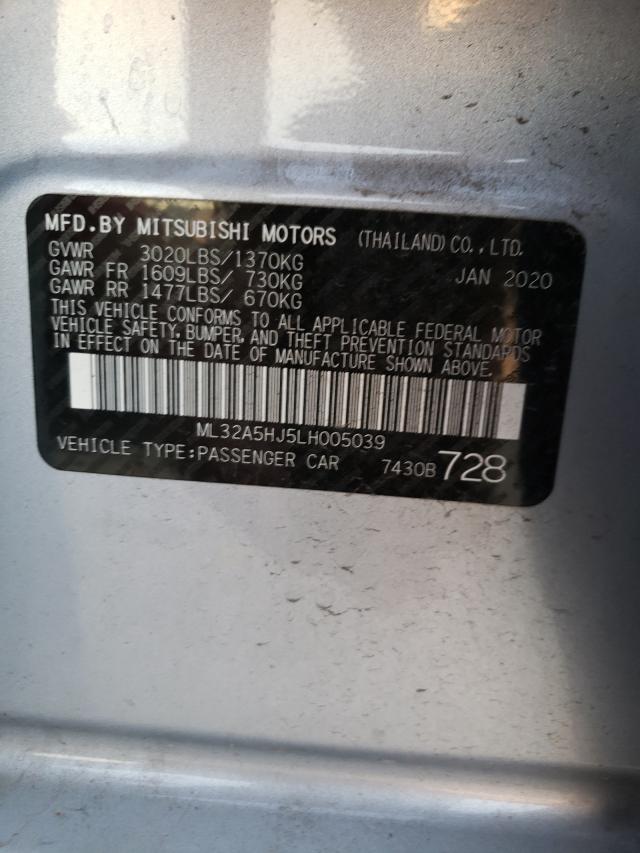 MFD.BY MITSUBISHI MOTORS (THAILAND)CO.,LTD.
GVWR 3020LBS/1370KG JAN 2020
GAWR FR 1609LBS/ 730KG
GAWR RR 1477LBS/ 670KG
THIS VEHICLE CONFORMS TO ALL APPLICABLE FEDERAL MOTOR
VEHICLE SAFETY, BUMPER, AND THEFT PREVENTION STANDARDS
IN EFFECT ON THE DATE OF MANUFACTURE SHOWN ABOVE.
ML32A5HJ5LH005039
VEHICLE TYPE:PASSENGER CAR 7430B 728